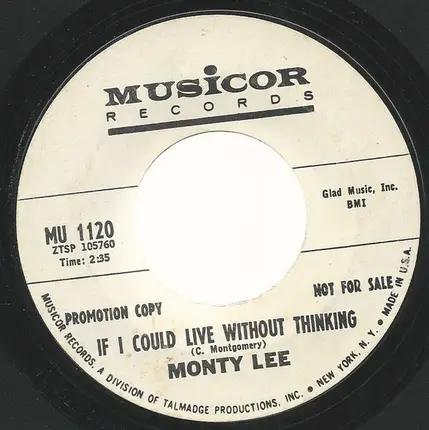 MUSICOR
RECORDS
Glad Music, Inc.
BMI
MU 1120
ZTSP 105760
Time: 2:35
PROMOTION COPY
NOT FOR SALE
IF I COULD LIVE WITHOUT THINKING
(C. Montgomery)
MONTY LEE
MUSICOR RECORDS, A DIVISION OF TALMADGE PRODUCTIONS, INC. • NEW YORK, N. Y. • MADE IN U.S.A.